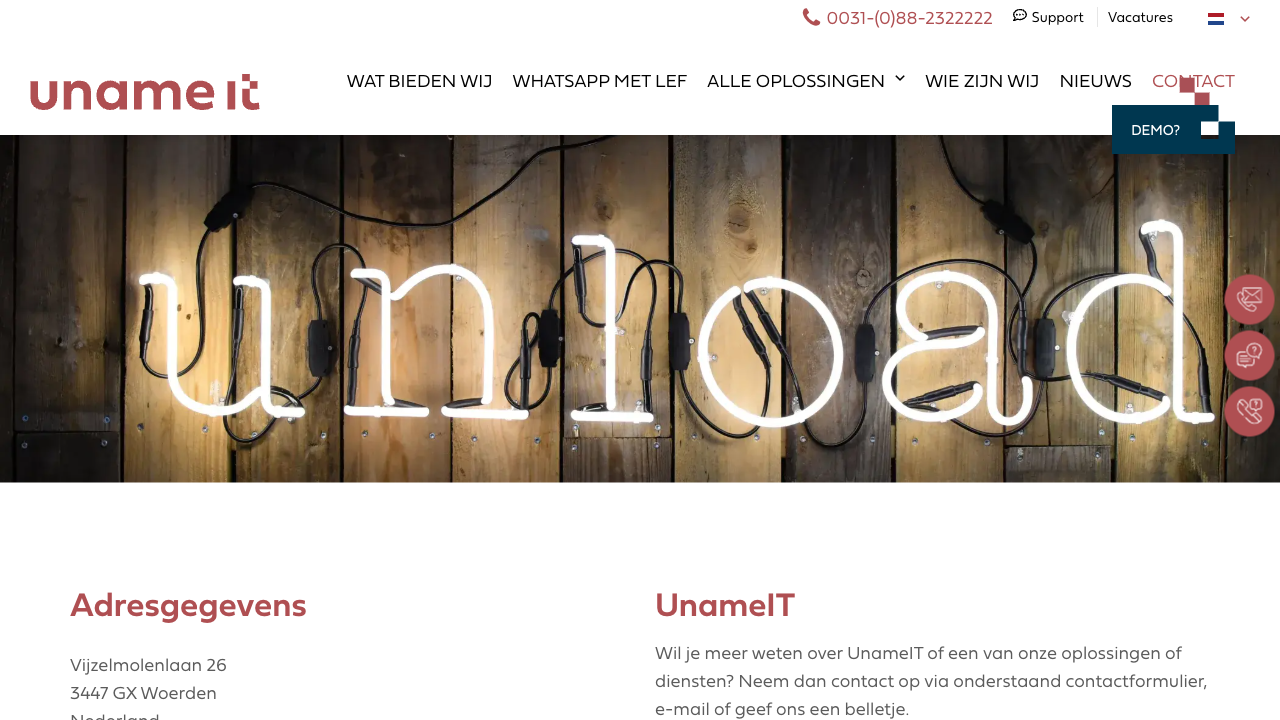 0031-(0)88-2322222
Support
Vacatures
uname It
WAT BIEDEN WIJ
WHATSAPP MET LEF
ALLE OPLOSSINGEN
WIE ZIJN WIJ
NIEUWS
CONTACT
DEMO?
unload
Adresgegevens
Vijzelmolenlaan 26
3447 GX Woerden
Nederland
UnameIT
Wil je meer weten over UnameIT of een van onze oplossingen of
diensten? Neem dan contact op via onderstaand contactformulier,
e-mail of geef ons een belletje.